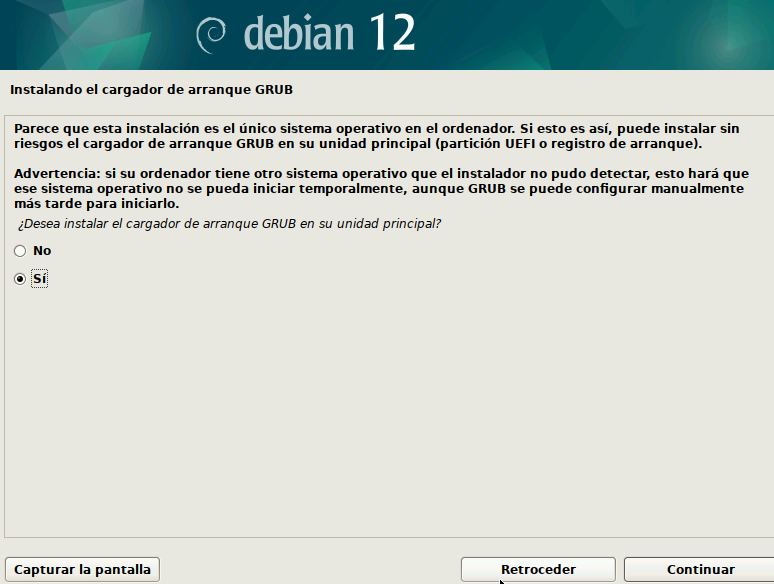 debian 12
Instalando el cargador de arranque GRUB
Parece que esta instalación es el único sistema operativo en el ordenador. Si esto es así, puede instalar sin
riesgos el cargador de arranque GRUB en su unidad principal (partición UEFI o registro de arranque).
Advertencia: si su ordenador tiene otro sistema operativo que el instalador no pudo detectar, esto hará que
ese sistema operativo no se pueda iniciar temporalmente, aunque GRUB se puede configurar manualmente
más tarde para iniciarlo.
¿Desea instalar el cargador de arranque GRUB en su unidad principal?
No
Sí
Capturar la pantalla
Retroceder
Continuar